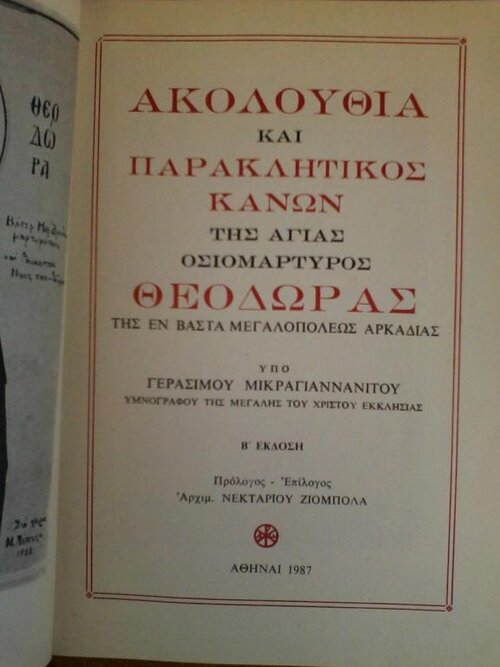 ΘΕΟ
ΔΩ
ΡΑ
ΑΚΟΛΟΥΘΙΑ
ΚΑΙ
ΠΑΡΑΚΛΗΤΙΚΟΣ
ΚΑΝΩΝ
ΤΗΣ ΑΓΙΑΣ
ΟΣΙΟΜΑΡΤΥΡΟΣ
ΘΕΟΔΩΡΑΣ
ΤΗΣ ΕΝ ΒΑΣΤΑ ΜΕΓΑΛΟΠΟΛΕΩΣ ΑΡΚΑΔΙΑΣ
ΥΠΟ
ΓΕΡΑΣΙΜΟΥ ΜΙΚΡΑΓΙΑΝΝΑΝΙΤΟΥ
ΥΜΝΟΓΡΑΦΟΥ ΤΗΣ ΜΕΓΑΛΗΣ ΤΟΥ ΧΡΙΣΤΟΥ ΕΚΚΛΗΣΙΑΣ
Β' ΕΚΔΟΣΗ
Πρόλογος - Ἐπίλογος
Ἀρχιμ. ΝΕΚΤΑΡΙΟΥ ΖΙΟΜΠΟΛΑ
ΑΘΗΝΑΙ 1987